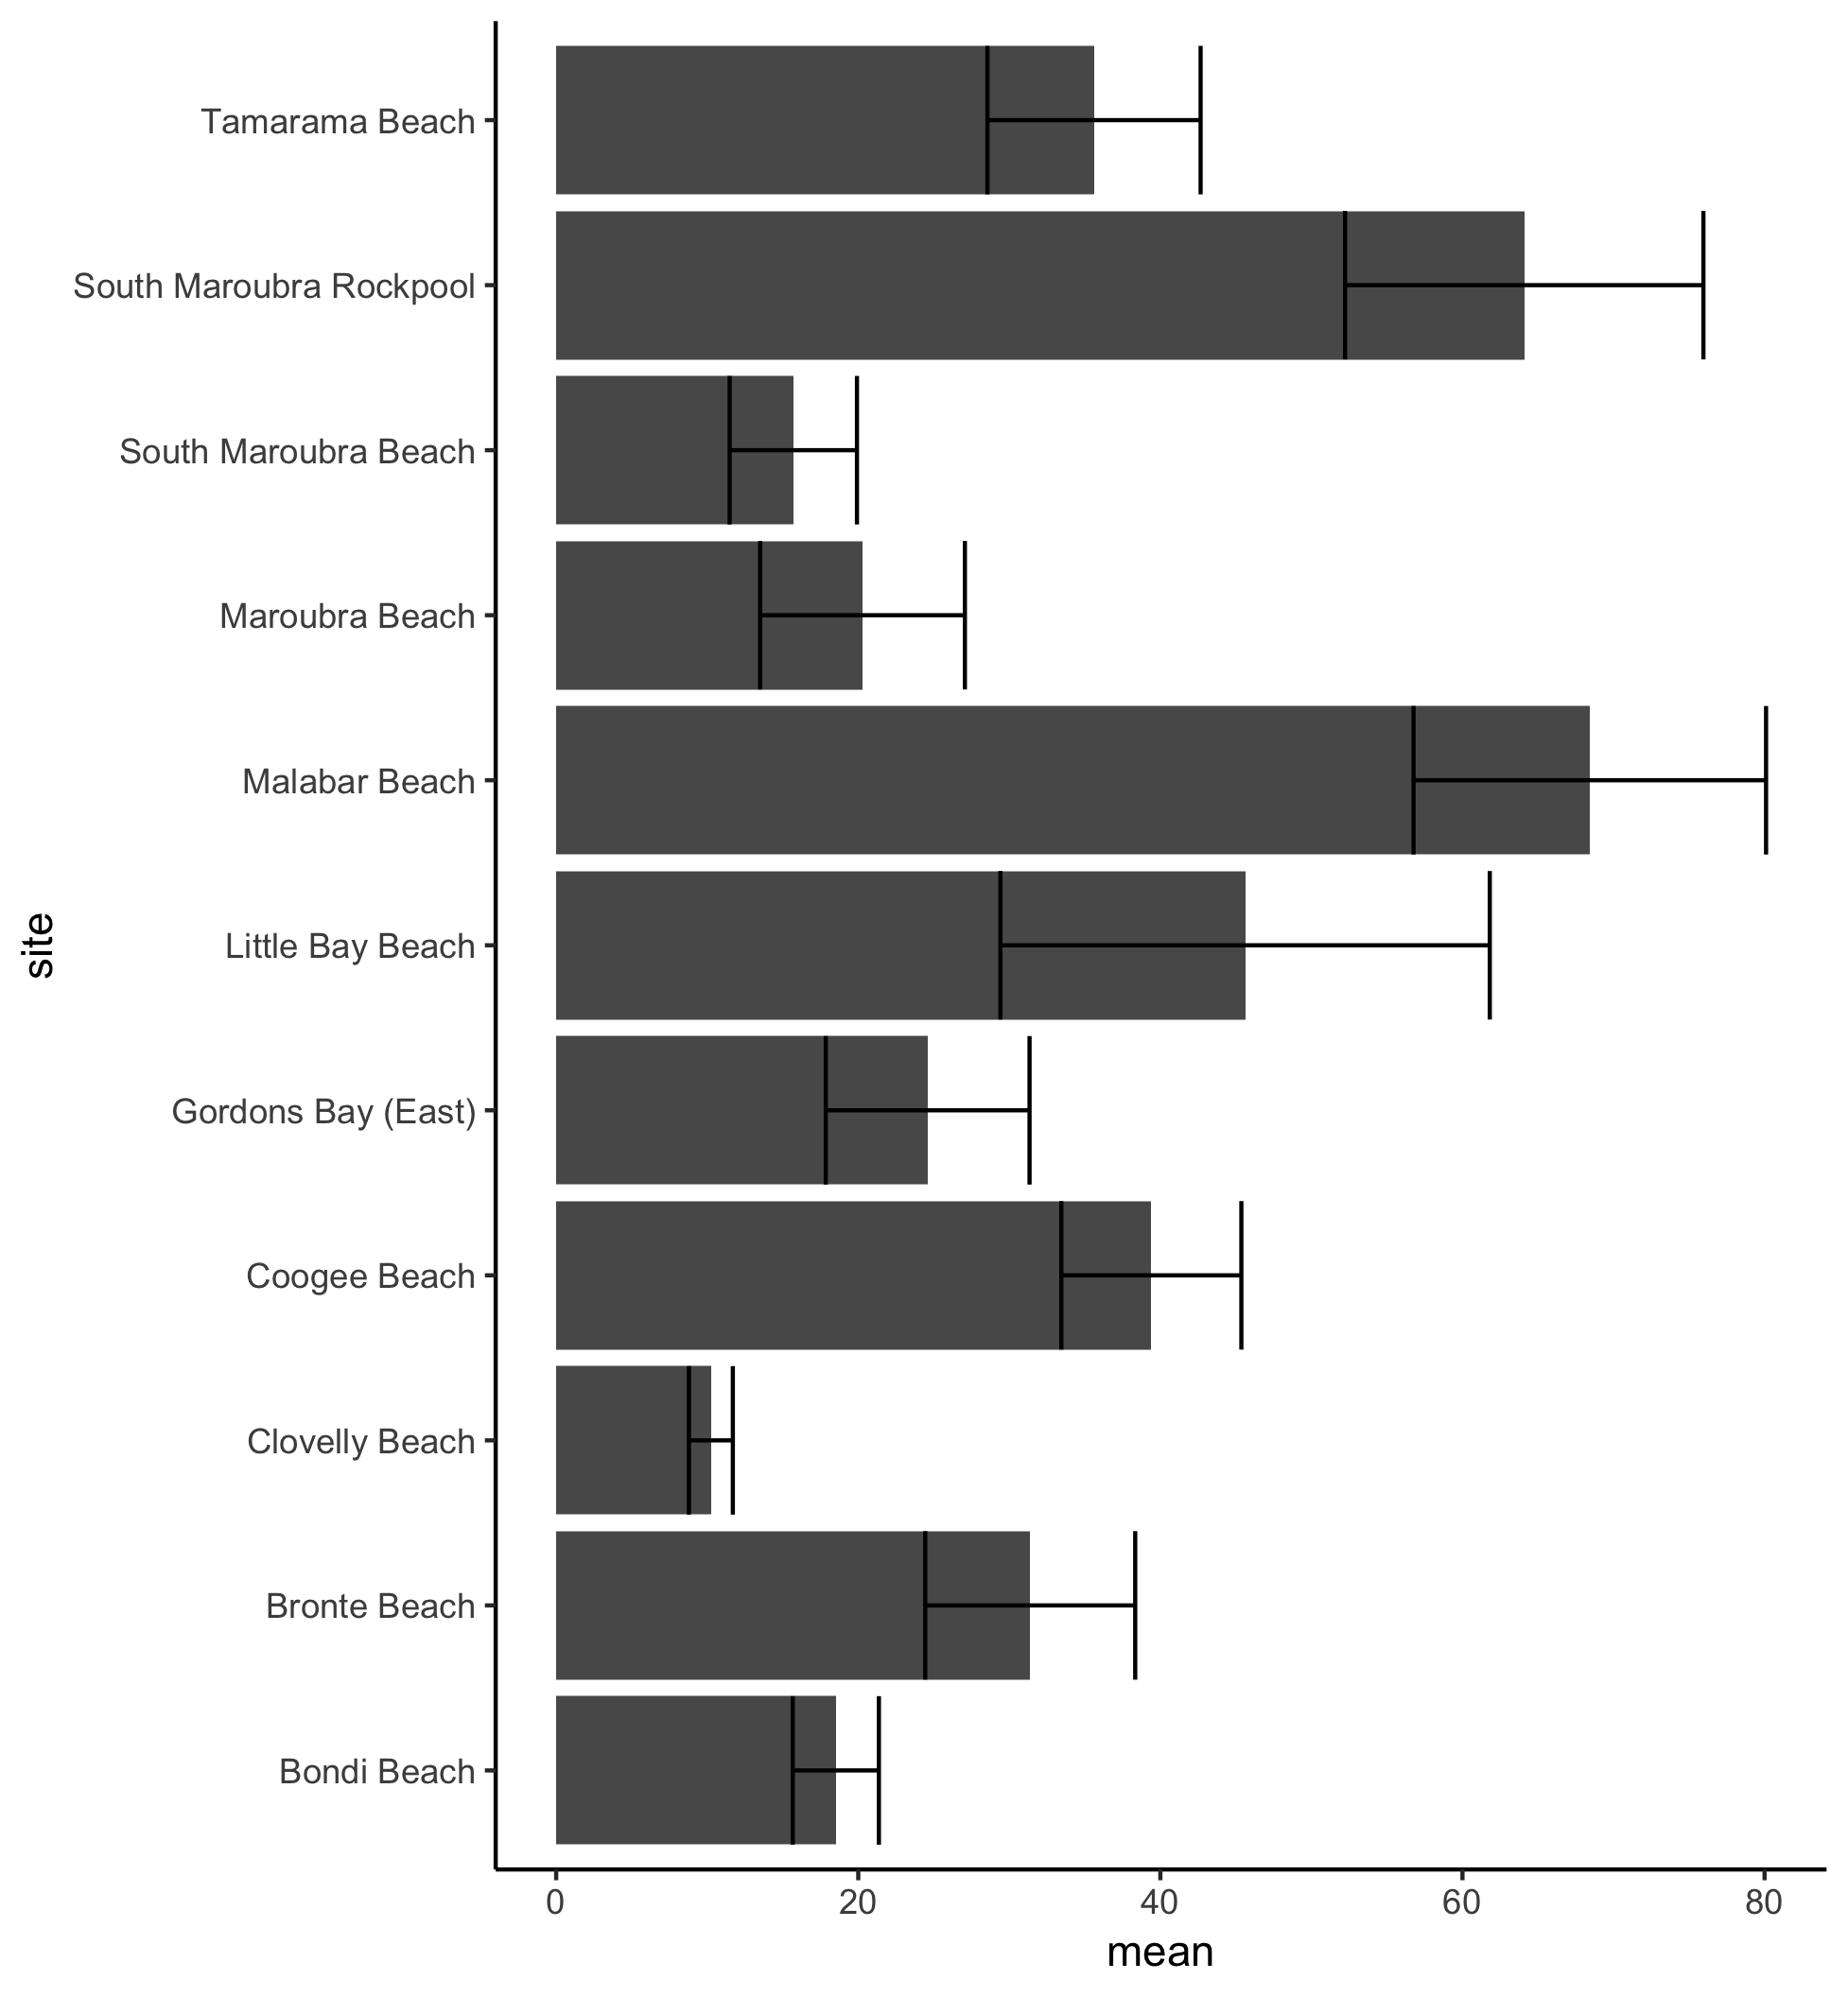 Tamarama Beach
South Maroubra Rockpool
South Maroubra Beach
Maroubra Beach
Malabar Beach
Little Bay Beach
Gordons Bay (East)
Coogee Beach
Clovelly Beach
Bronte Beach
Bondi Beach
site
0 20 40 60 80
mean